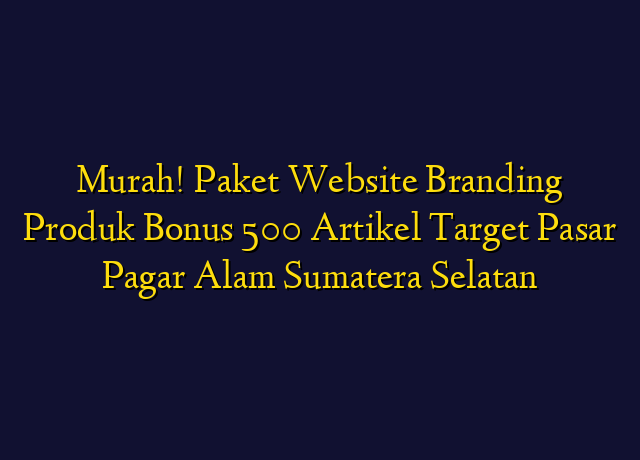 Murah! Paket Website Branding
Produk Bonus 500 Artikel Target Pasar
Pagar Alam Sumatera Selatan